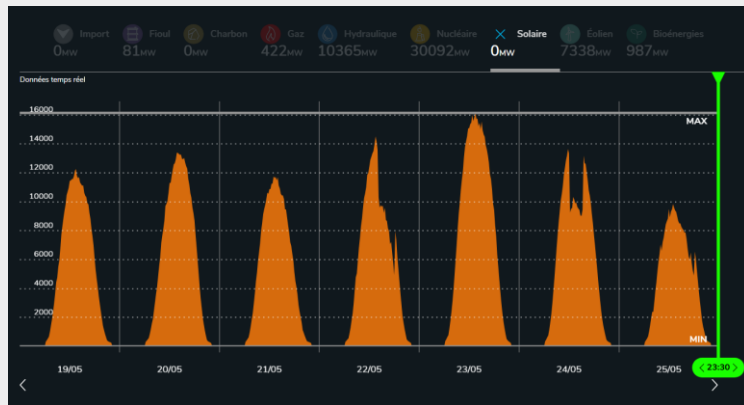 Import Fioul Charbon Gaz Hydraulique Nucléaire Solaire Éolien Bioénergies
0MW 81MW 0MW 422MW 10365MW 30092MW 0MW 7338MW 987MW
Données temps réel
16000
MAX
14000
12000
10000
8000
6000
4000
2000
MIN
19/05 20/05 21/05 22/05 23/05 24/05 25/05 23:30